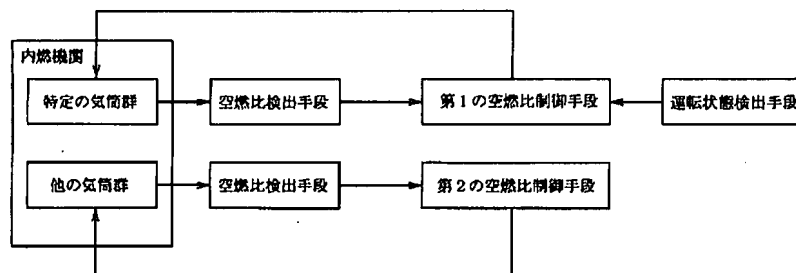 内燃機関
特定の気筒群
空燃比検出手段
第1の空燃比制御手段
運転状態検出手段
他の気筒群
空燃比検出手段
第2の空燃比制御手段